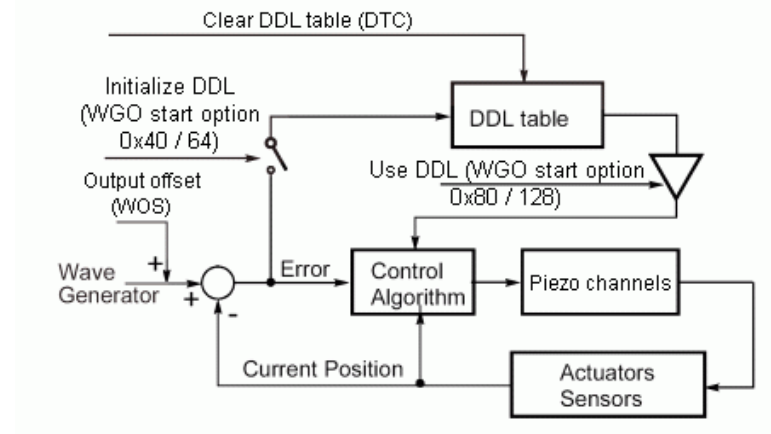 Clear DDL table (DTC)
Initialize DDL
(WGO start option
0x40 / 64)
DDL table
Use DDL (WGO start option
0x80 / 128)
Output offset
(WOS)
+
Wave
Generator
+
-
Error
Control
Algorithm
Piezo channels
Current Position
Actuators
Sensors